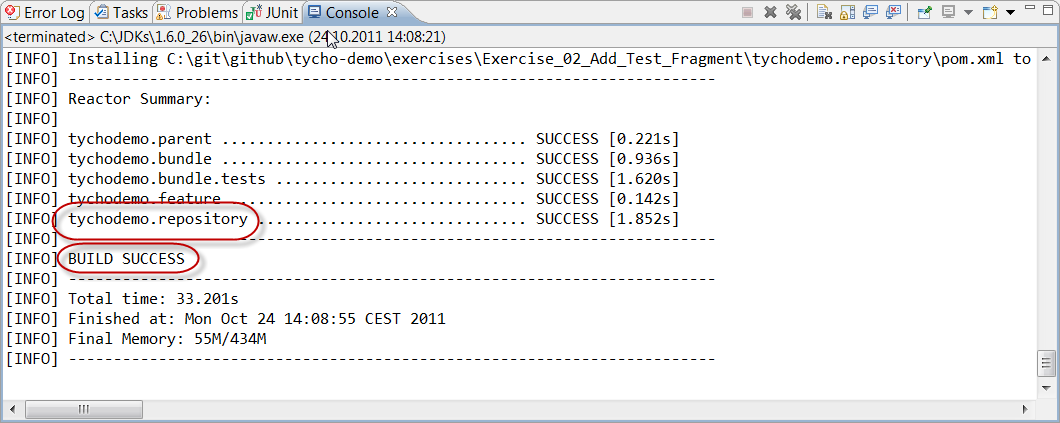 Error Log Tasks Problems JUnit Console
<terminated> C:\JDKs\1.6.0_26\bin\javaw.exe (24.10.2011 14:08:21)
[INFO] Installing C:\git\github\tycho-demo\exercises\Exercise_02_Add_Test_Fragment\tychodemo.repository\pom.xml to
[INFO] ------------------------------------------------------------------------
[INFO] Reactor Summary:
[INFO]
[INFO] tychodemo.parent .................................. SUCCESS [0.221s]
[INFO] tychodemo.bundle .................................. SUCCESS [0.936s]
[INFO] tychodemo.bundle.tests ............................ SUCCESS [1.620s]
[INFO] tychodemo.feature ................................. SUCCESS [0.142s]
[INFO] tychodemo.repository .............................. SUCCESS [1.852s]
[INFO] ------------------------------------------------------------------------
[INFO] BUILD SUCCESS
[INFO] ------------------------------------------------------------------------
[INFO] Total time: 33.201s
[INFO] Finished at: Mon Oct 24 14:08:55 CEST 2011
[INFO] Final Memory: 55M/434M
[INFO] ------------------------------------------------------------------------